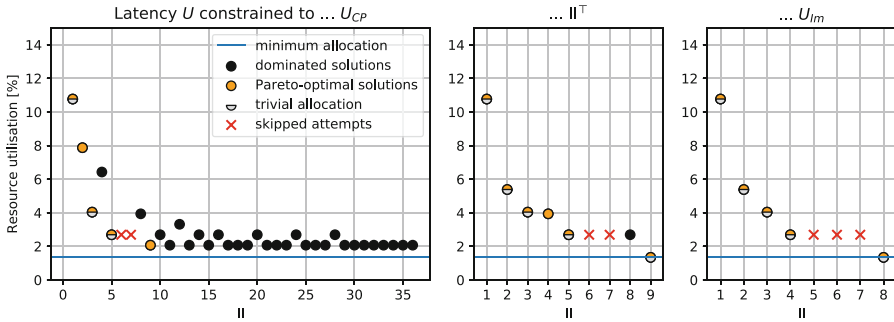 Latency U constrained to ... U_CP
... II^⊤
... U_lm
Resource utilisation [%]
14
12
10
8
6
4
2
0
minimum allocation
dominated solutions
Pareto-optimal solutions
trivial allocation
skipped attempts
0 5 10 15 20 25 30 35
II
14
12
10
8
6
4
2
0
1 2 3 4 5 6 7 8 9
II
14
12
10
8
6
4
2
0
1 2 3 4 5 6 7 8
II